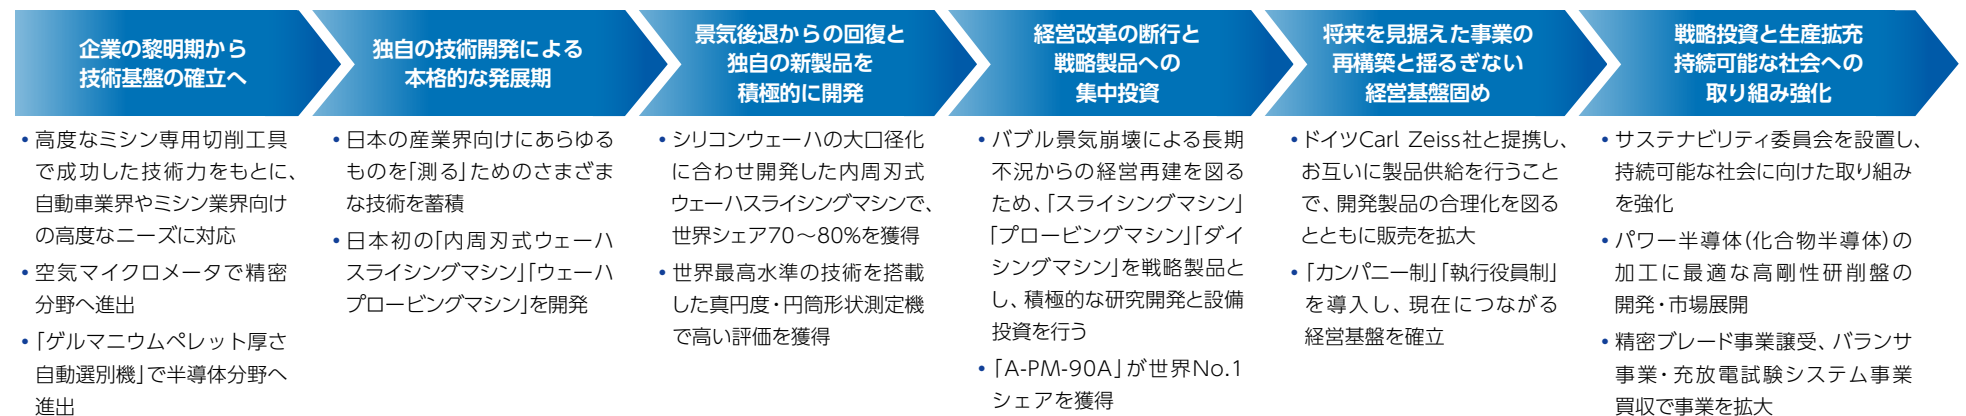 企業の黎明期から
技術基盤の確立へ
• 高度なミシン専用切削工具
で成功した技術力をもとに、
自動車業界やミシン業界向け
の高度なニーズに対応
• 空気マイクロメータで精密
分野へ進出
• 「ゲルマニウムペレット厚さ
自動選別機」で半導体分野へ
進出
独自の技術開発による
本格的な発展期
• 日本の産業界向けにあらゆる
ものを「測る」ためのさまざま
な技術を蓄積
• 日本初の「内周刃式ウェーハ
スライシングマシン」「ウェーハ
プロービングマシン」を開発
景気後退からの回復と
独自の新製品を
積極的に開発
• シリコンウェーハの大口径化
に合わせ開発した内周刃式
ウェーハスライシングマシンで、
世界シェア70〜80%を獲得
• 世界最高水準の技術を搭載
した真円度・円筒形状測定機
で高い評価を獲得
経営改革の断行と
戦略製品への
集中投資
• バブル景気崩壊による長期
不況からの経営再建を図る
ため、「スライシングマシン」
「プロービングマシン」「ダイ
シングマシン」を戦略製品と
し、積極的な研究開発と設備
投資を行う
• 「A-PM-90A」が世界No.1
シェアを獲得
将来を見据えた事業の
再構築と揺るぎない
経営基盤固め
• ドイツCarl Zeiss社と提携し、
お互いに製品供給を行うこと
で、開発製品の合理化を図る
とともに販売を拡大
• 「カンパニー制」「執行役員制」
を導入し、現在につながる
経営基盤を確立
戦略投資と生産拡充
持続可能な社会への
取り組み強化
• サステナビリティ委員会を設置し、
持続可能な社会に向けた取り組み
を強化
• パワー半導体(化合物半導体)の
加工に最適な高剛性研削盤の
開発・市場展開
• 精密ブレード事業譲受、バランサ
事業・充放電試験システム事業
買収で事業を拡大